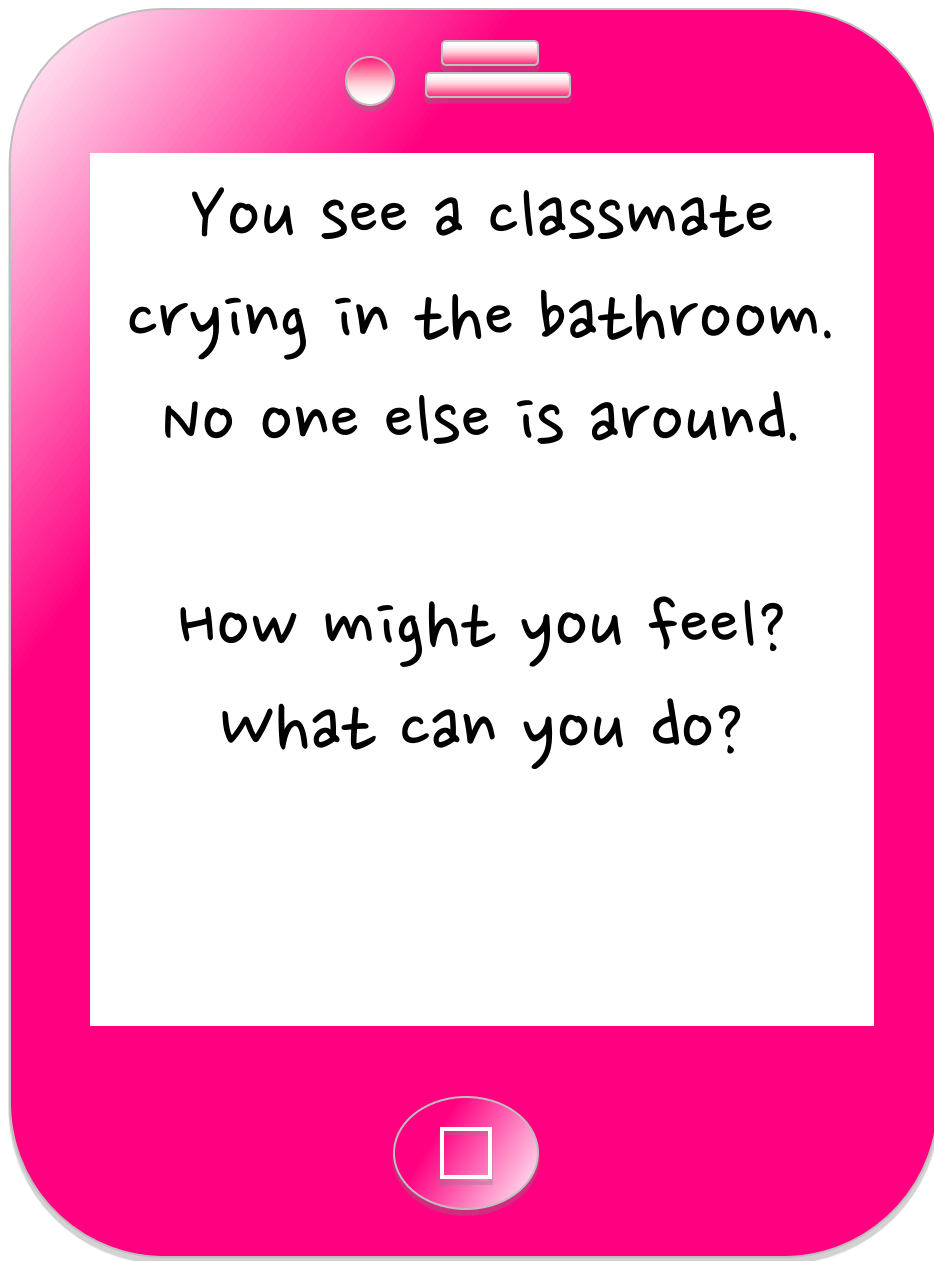 You see a classmate
crying in the bathroom.
No one else is around.
How might you feel?
What can you do?